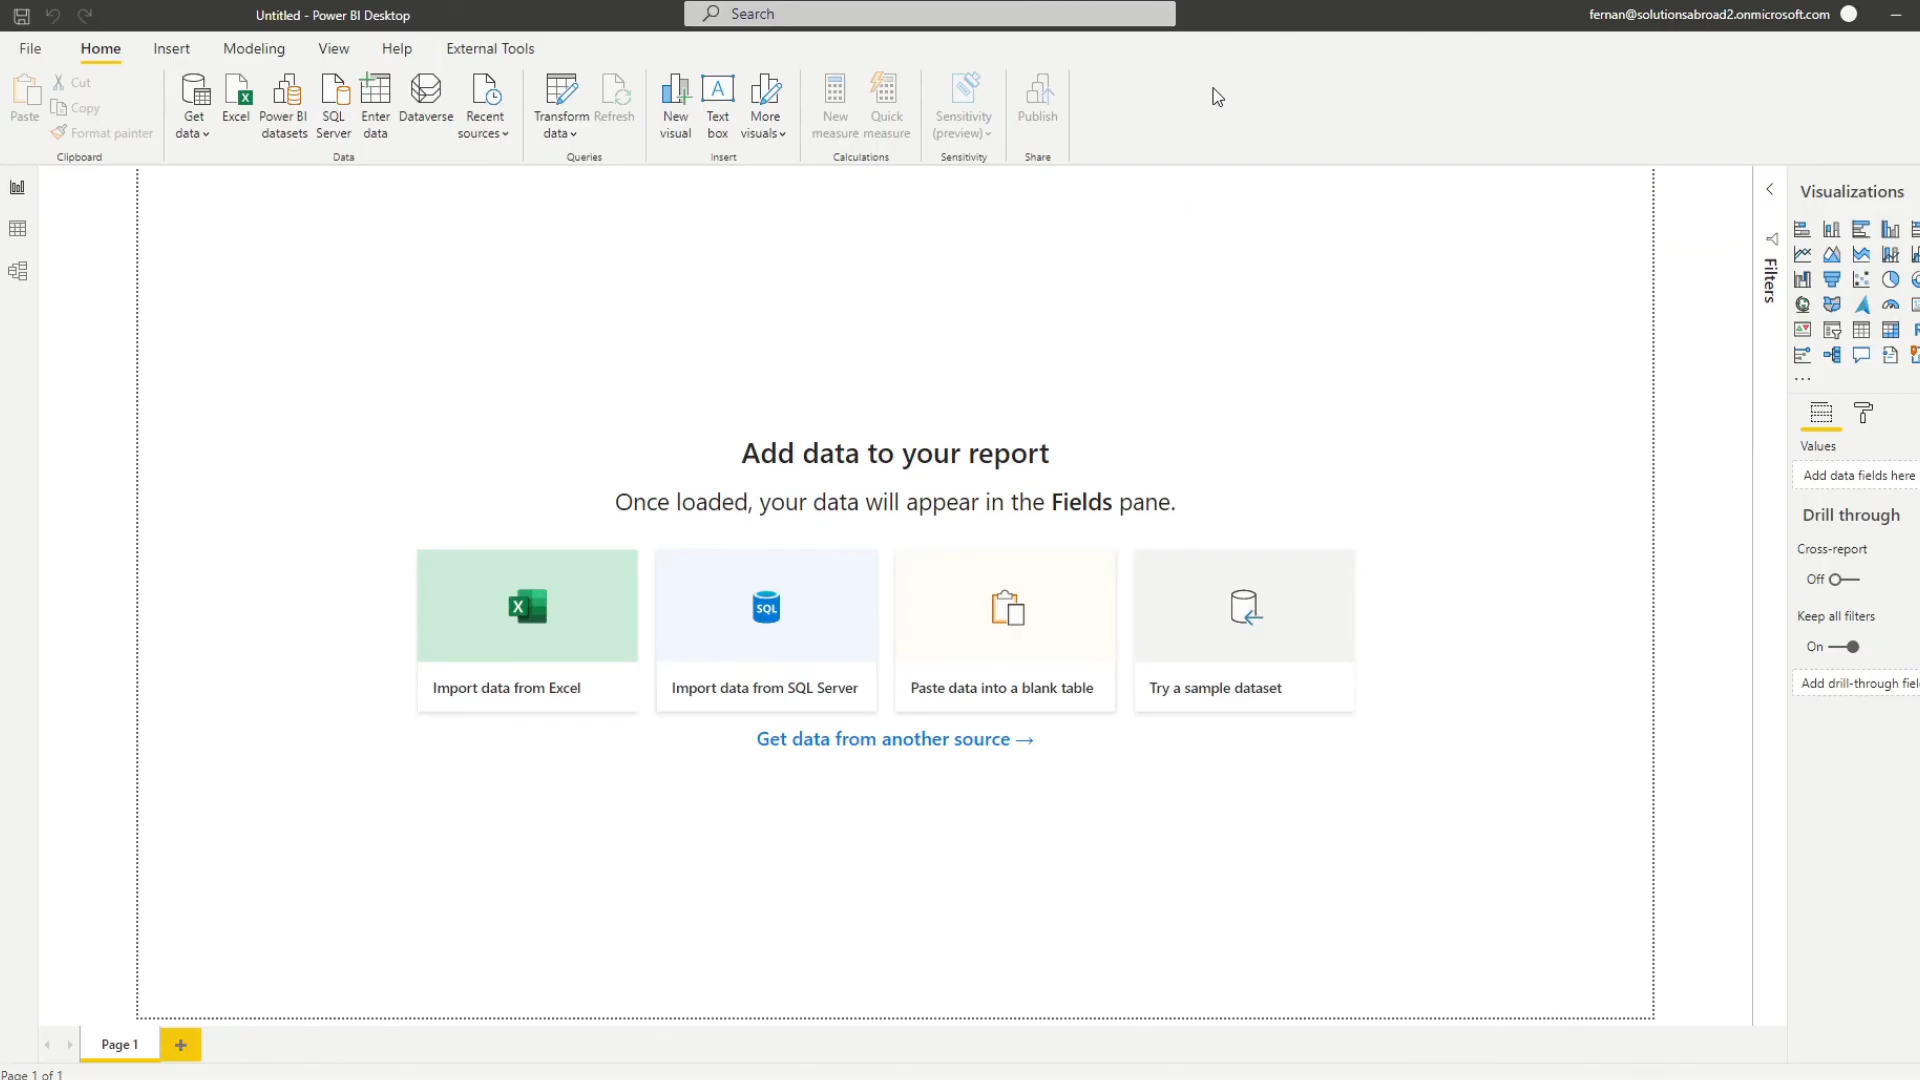 Untitled - Power BI Desktop
Search
fernan@solutionsabroad2.onmicrosoft.com
File
Home
Insert
Modeling
View
Help
External Tools
Paste
Cut
Copy
Format painter
Clipboard
Get
data
Excel
Power BI
datasets
SQL
Server
Enter
data
Dataverse
Recent
sources
Data
Transform
data
Refresh
Queries
New
visual
Text
box
More
visuals
Insert
New
measure
Quick
measure
Calculations
Sensitivity
(preview)
Sensitivity
Publish
Share
Filters
Visualizations
Values
Add data fields here
Drill through
Cross-report
Off
Keep all filters
On
Add drill-through
Add data to your report
Once loaded, your data will appear in the Fields pane.
SQL
Import data from Excel
Import data from SQL Server
Paste data into a blank table
Try a sample dataset
Get data from another source →
Page 1
Page 1 of 1